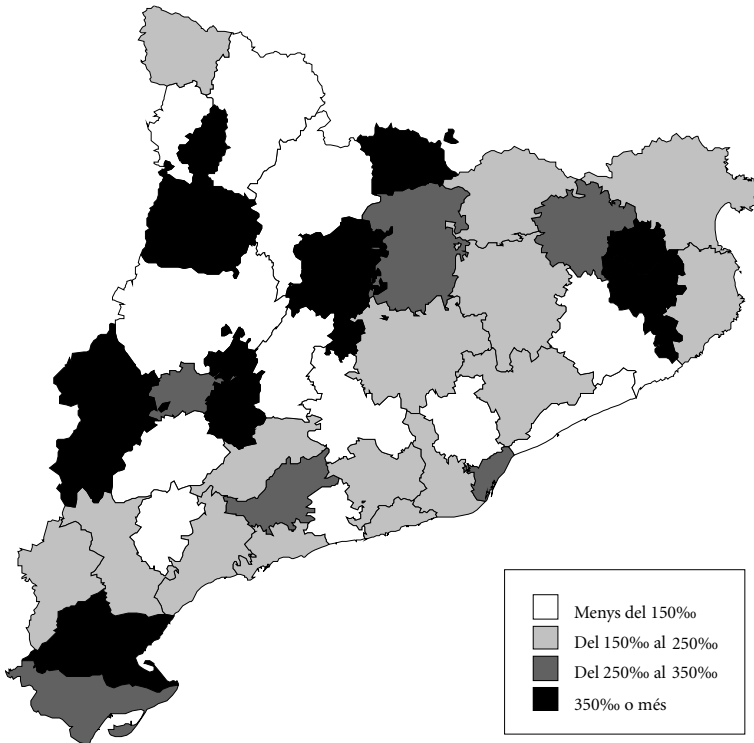 Menys del 150‰
Del 150‰ al 250‰
Del 250‰ al 350‰
350‰ o més